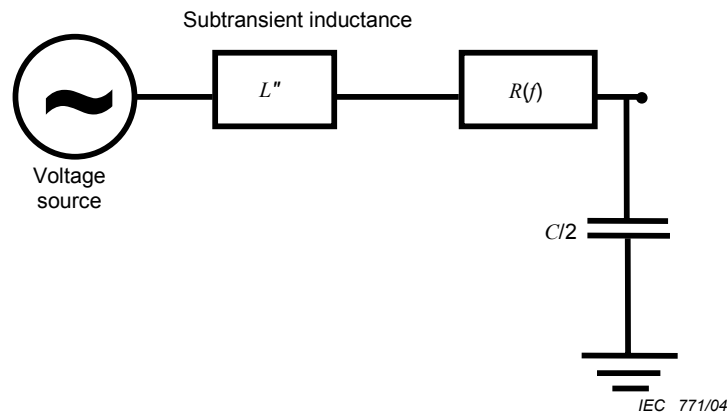 Subtransient inductance
L"
R(f)
Voltage
source
C/2
IEC 771/04